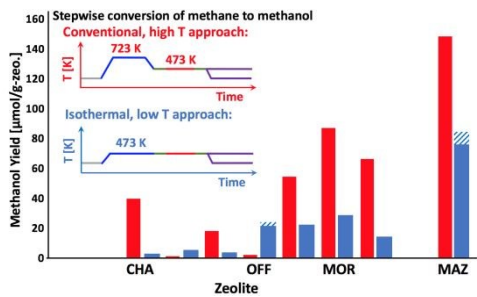 Stepwise conversion of methane to methanol
Conventional, high T approach:
723 K
473 K
T [K]
Time
Isothermal, low T approach:
473 K
T [K]
Time
Methanol Yield [μmol/g-zeo.]
160
140
120
100
80
60
40
20
0
CHA OFF MOR MAZ
Zeolite